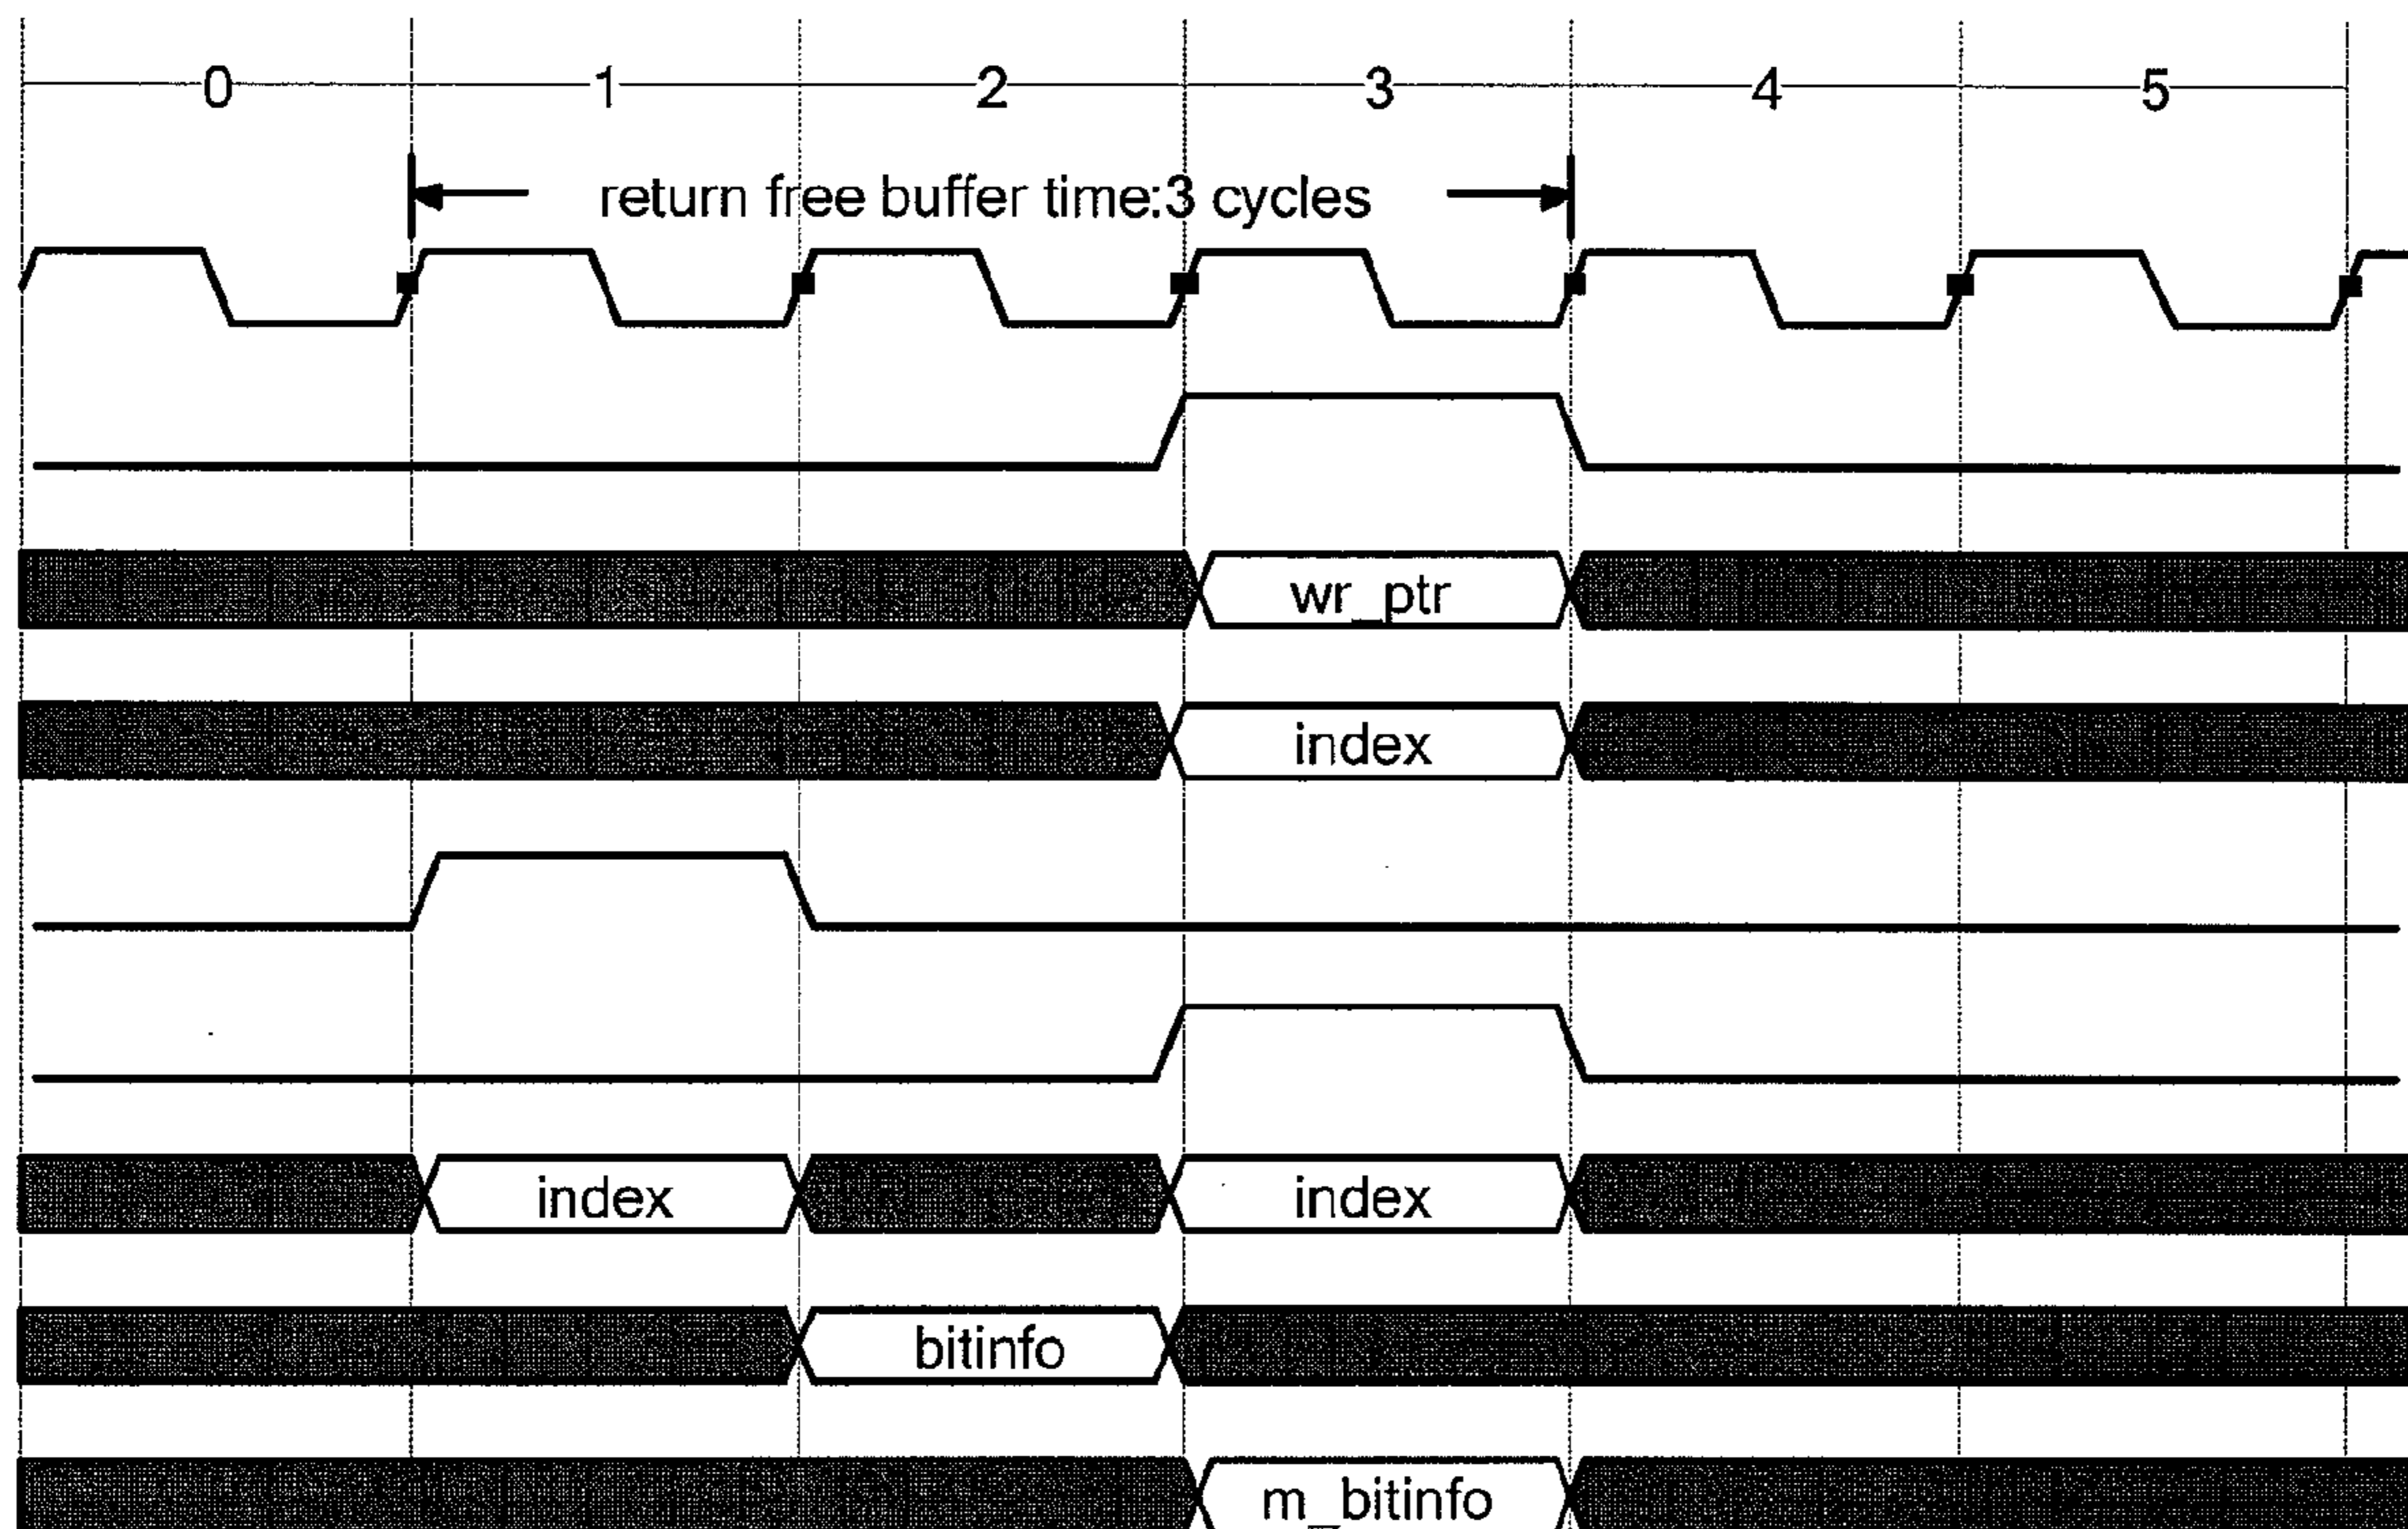 0 1 2 3 4 5
return free buffer time:3 cycles
wr_ptr
index
index index
bitinfo
m_bitinfo